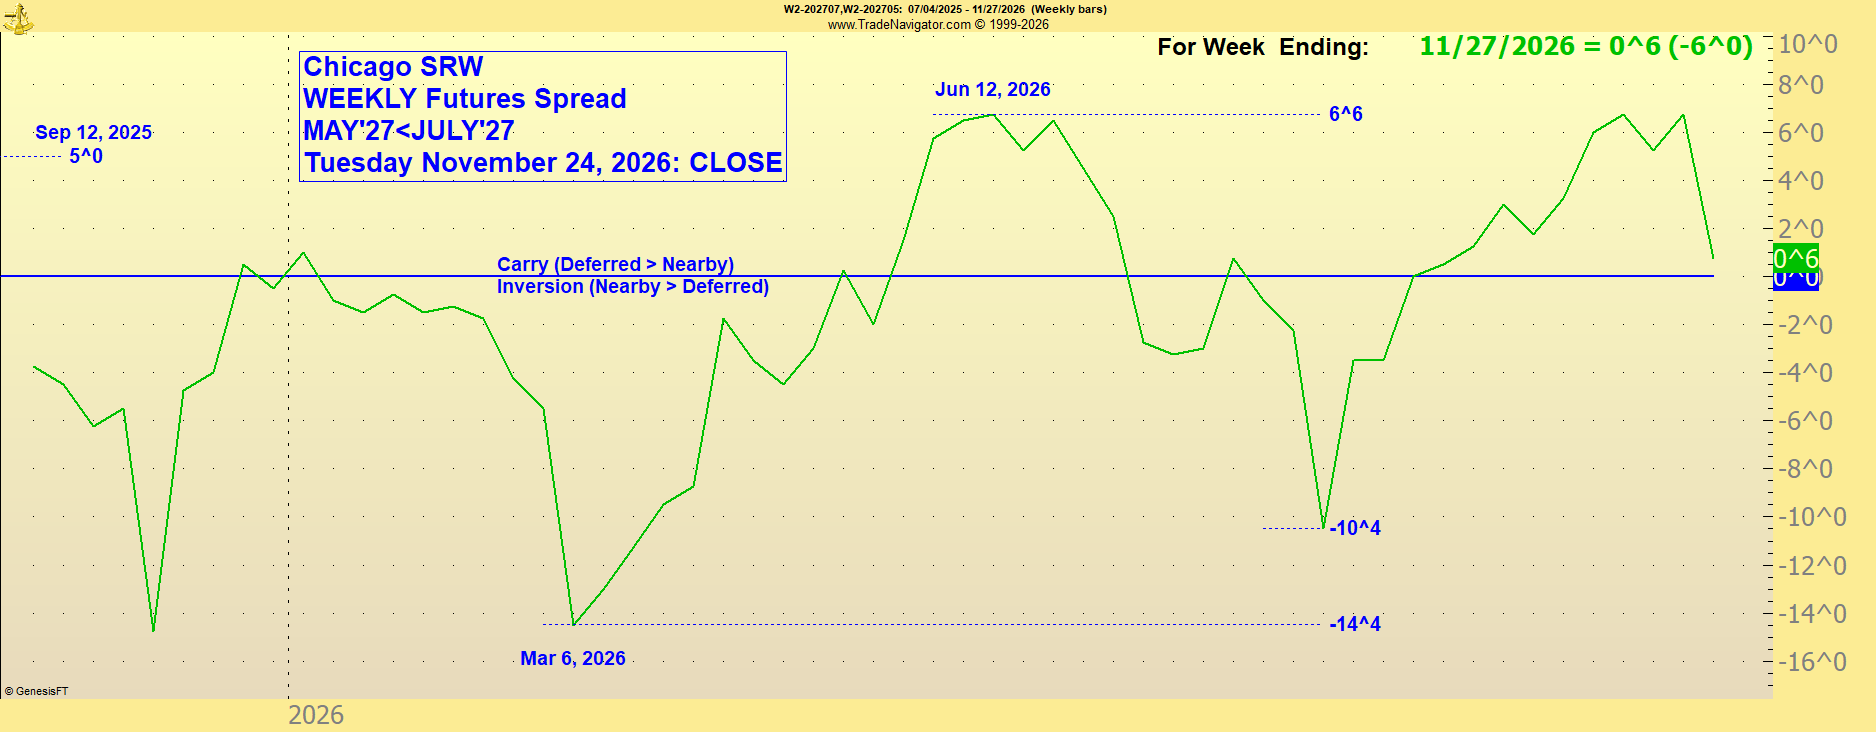 W2-202707,W2-202705: 07/04/2025 - 11/27/2026 (Weekly bars)
www.TradeNavigator.com © 1999-2026
For Week Ending: 11/27/2026 = 0^6 (-6^0)
Chicago SRW
WEEKLY Futures Spread
MAY'27<JULY'27
Tuesday November 24, 2026: CLOSE
Sep 12, 2025
5^0
Jun 12, 2026
6^6
Carry (Deferred > Nearby)
Inversion (Nearby > Deferred)
-10^4
-14^4
Mar 6, 2026
10^0
8^0
6^0
4^0
2^0
0^6
0^0
-2^0
-4^0
-6^0
-8^0
-10^0
-12^0
-14^0
-16^0
© GenesisFT
2026